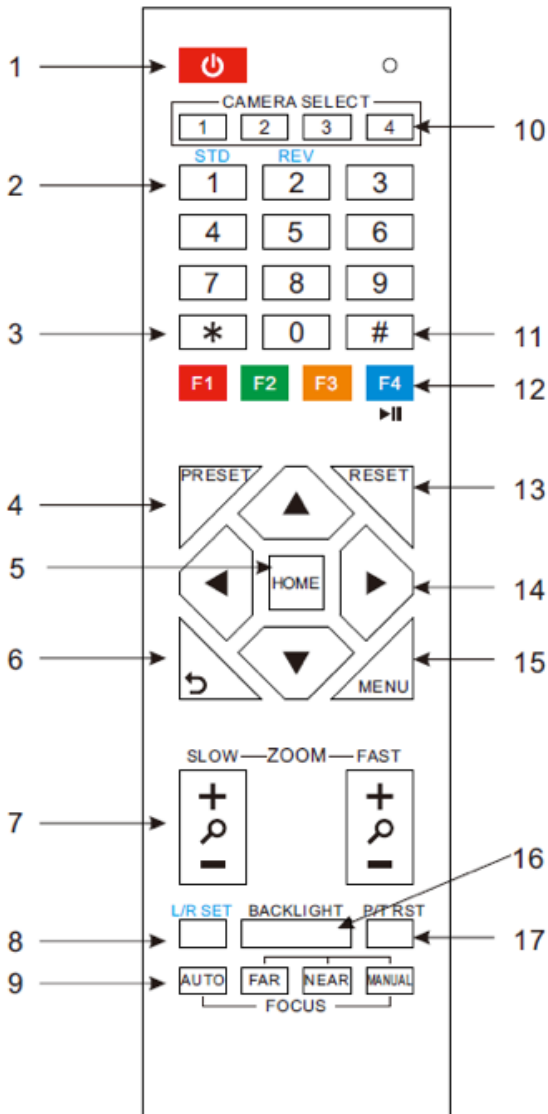 1
CAMERA SELECT
1 2 3 4
10
STD REV
2
1 2 3
4 5 6
7 8 9
3
* 0 #
11
F1 F2 F3 F4
12
PRESET RESET
4
13
5
HOME
14
6
MENU
15
SLOW ZOOM FAST
+ +
7
- -
16
L/R SET BACKLIGHT P/T RST
8
17
9
AUTO FAR NEAR MANUAL
FOCUS